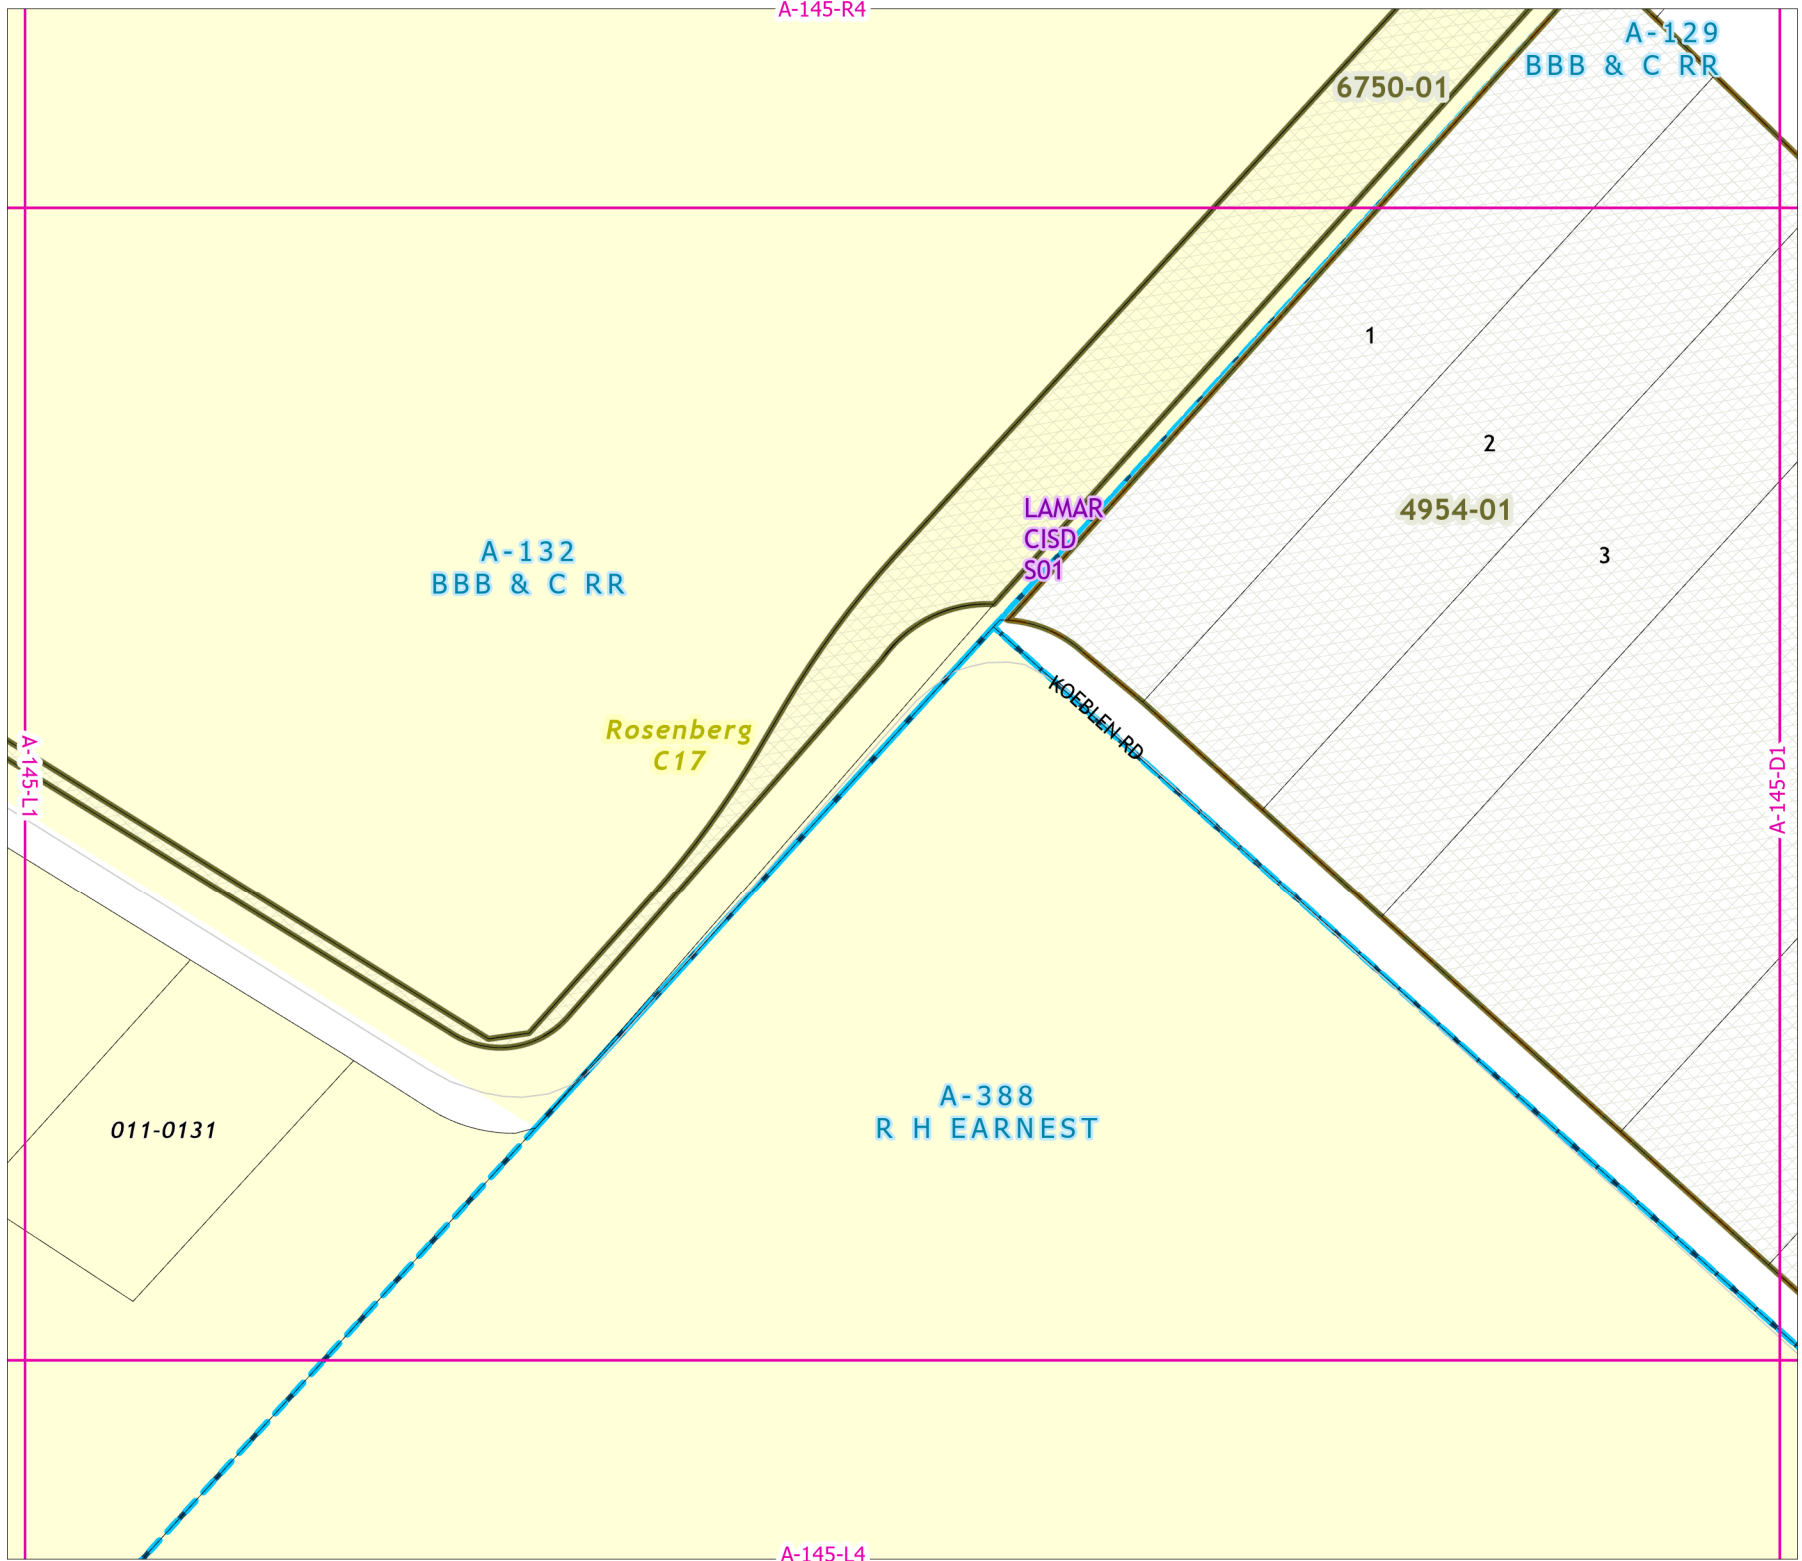 A-145-R4
A-129
BBB & C RR
6750-01
1
2
4954-01
LAMAR
CISD
S01
3
A-132
BBB & C RR
KOEBLEN RD
Rosenberg
C17
A-145-L1
A-145-D1
A-388
R H EARNEST
011-0131
A-145-L4